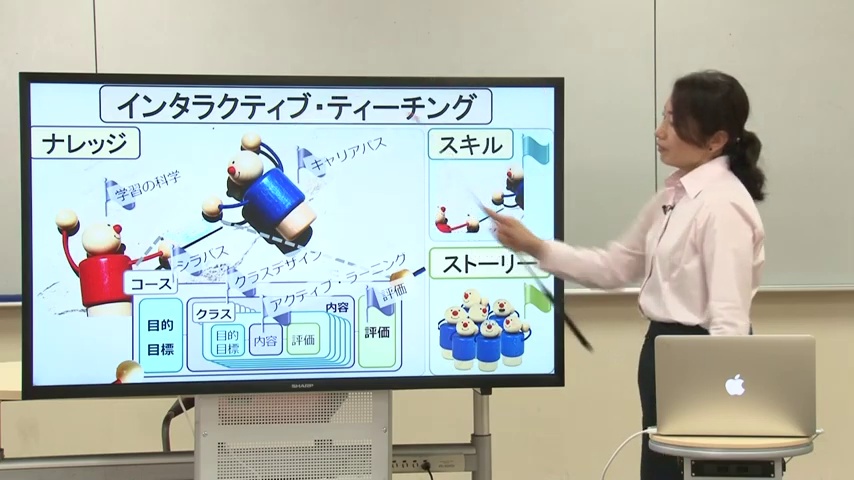 インタラクティブ・ティーチング
ナレッジ
スキル
学習の科学
キャリアパス
シラバス
クラスデザイン
アクティブ・ラーニング
評価
ストーリー
コース
目的
目標
クラス
内容
目的
目標
内容
評価
評価
SHARP